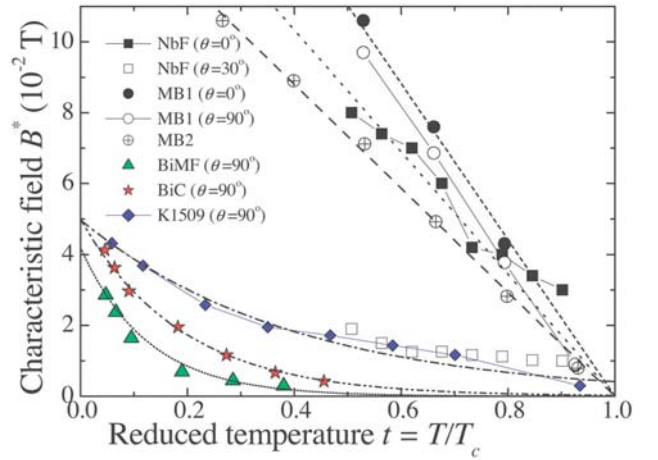 10
8
6
4
2
0
Characteristic field B* (10⁻² T)
NbF (θ=0°)
NbF (θ=30°)
MB1 (θ=0°)
MB1 (θ=90°)
MB2
BiMF (θ=90°)
BiC (θ=90°)
K1509 (θ=90°)
0.0 0.2 0.4 0.6 0.8 1.0
Reduced temperature t = T/Tc